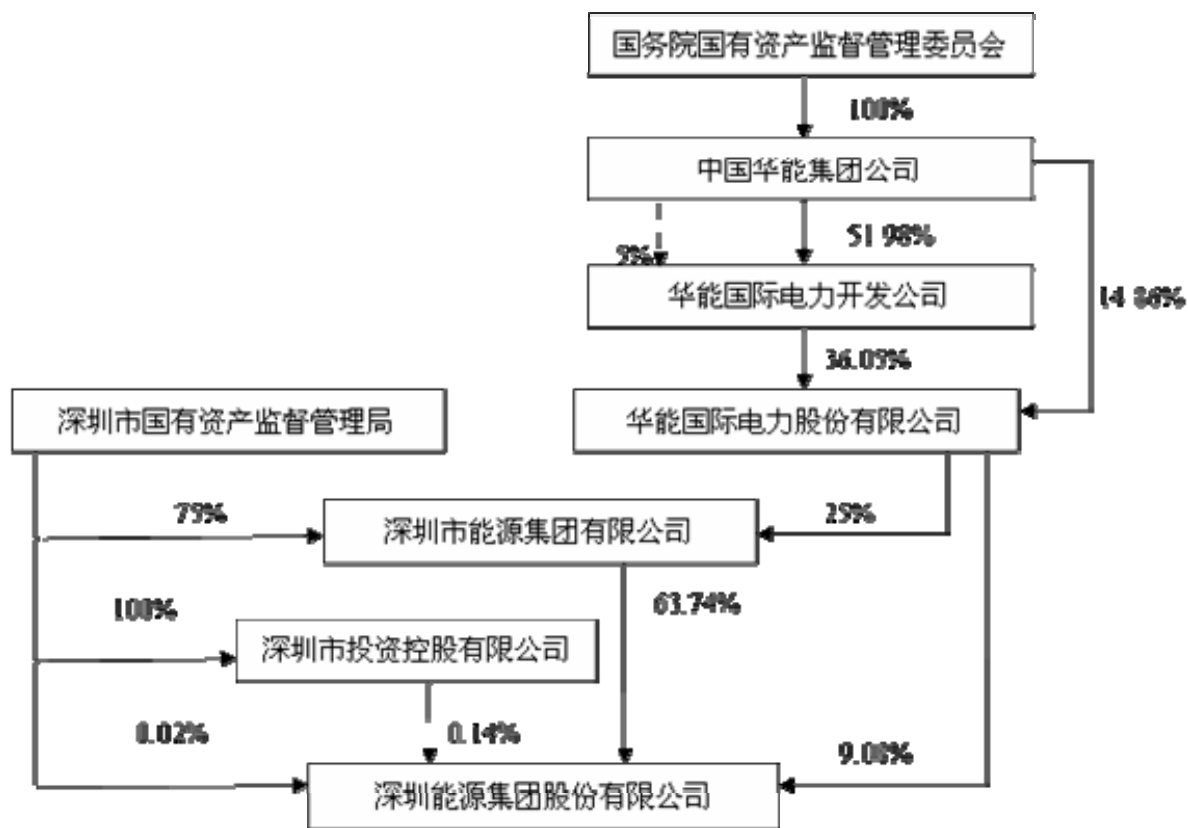 国务院国有资产监督管理委员会
100%
中国华能集团公司
51.98%
5%
华能国际电力开发公司
14.86%
36.05%
深圳市国有资产监督管理局
华能国际电力股份有限公司
75%
25%
深圳市能源集团有限公司
63.74%
100%
深圳市投资控股有限公司
0.02%
0.14%
9.08%
深圳能源集团股份有限公司